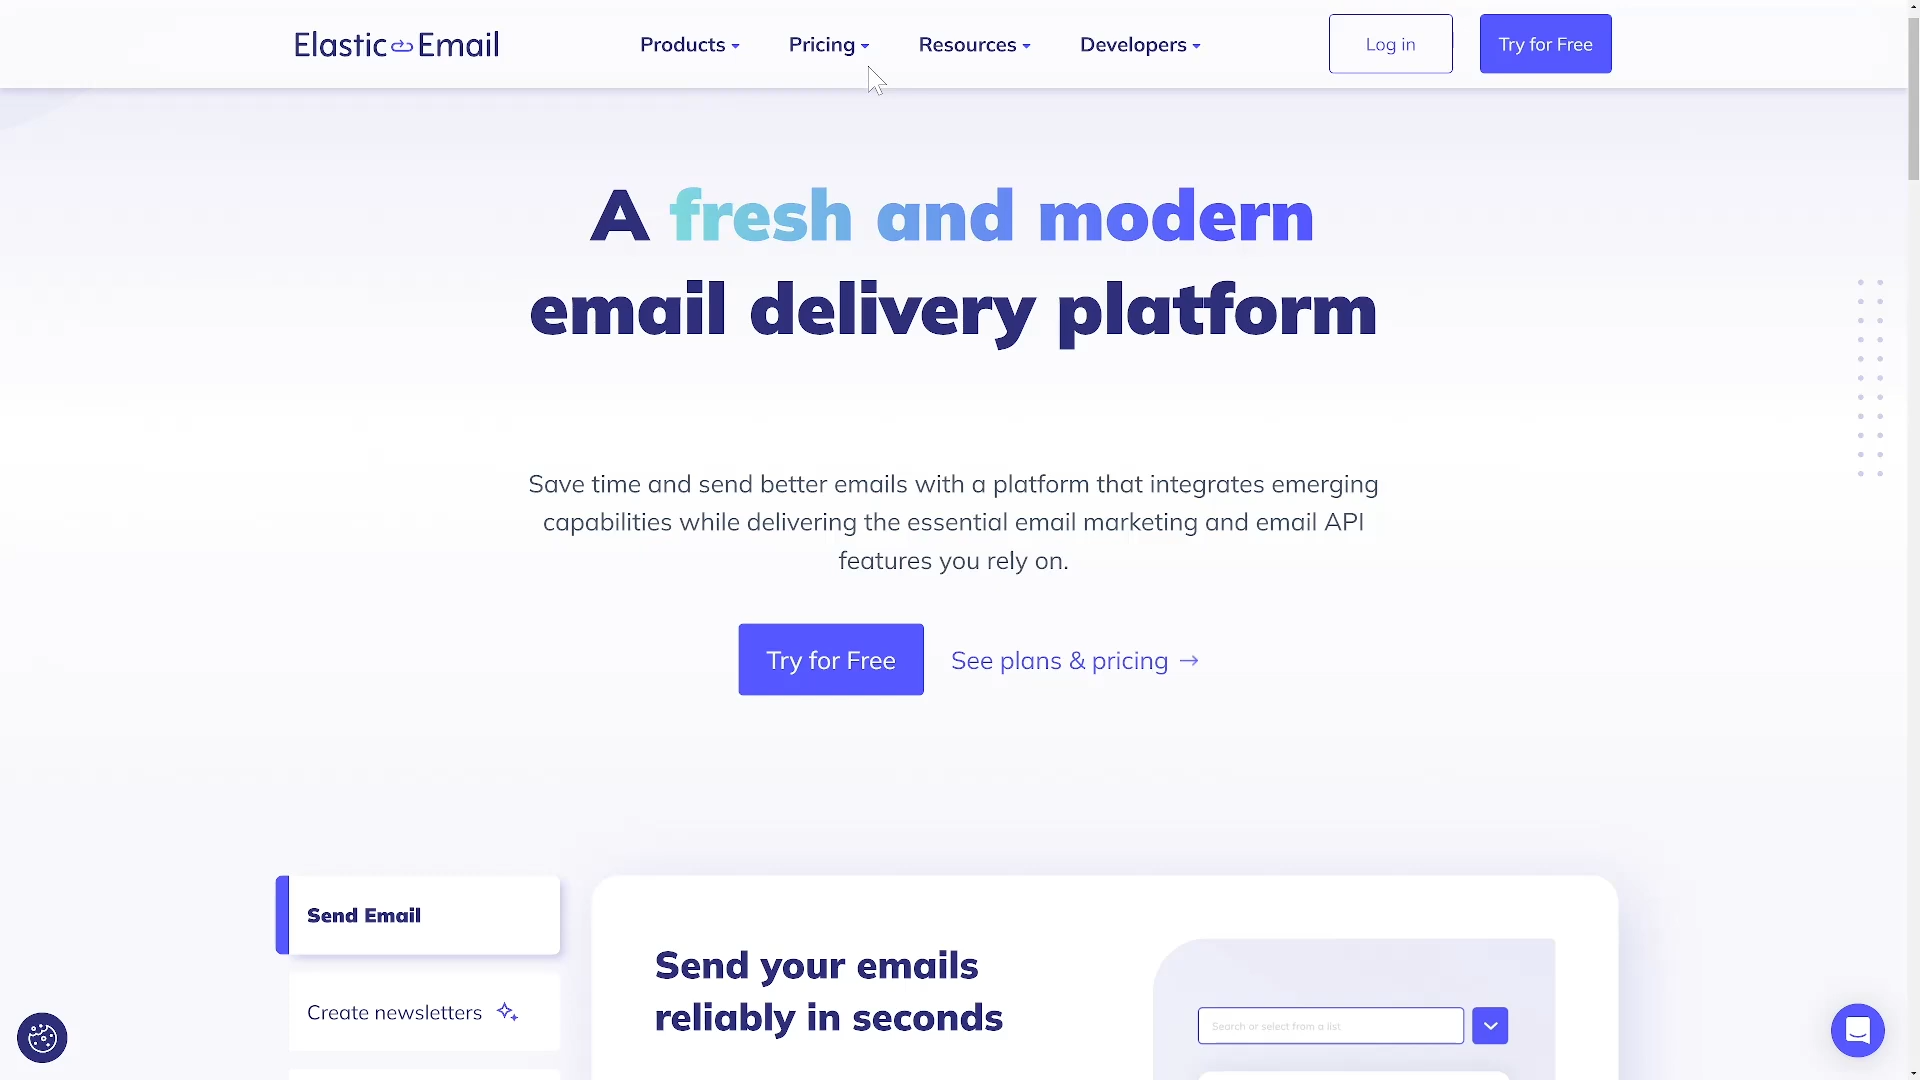 Elastic Email
Products
Pricing
Resources
Developers
Log in
Try for Free
A fresh and modern
email delivery platform
Save time and send better emails with a platform that integrates emerging
capabilities while delivering the essential email marketing and email API
features you rely on.
Try for Free
See plans & pricing →
Send Email
Create newsletters
Send your emails
reliably in seconds
Search or select from a list